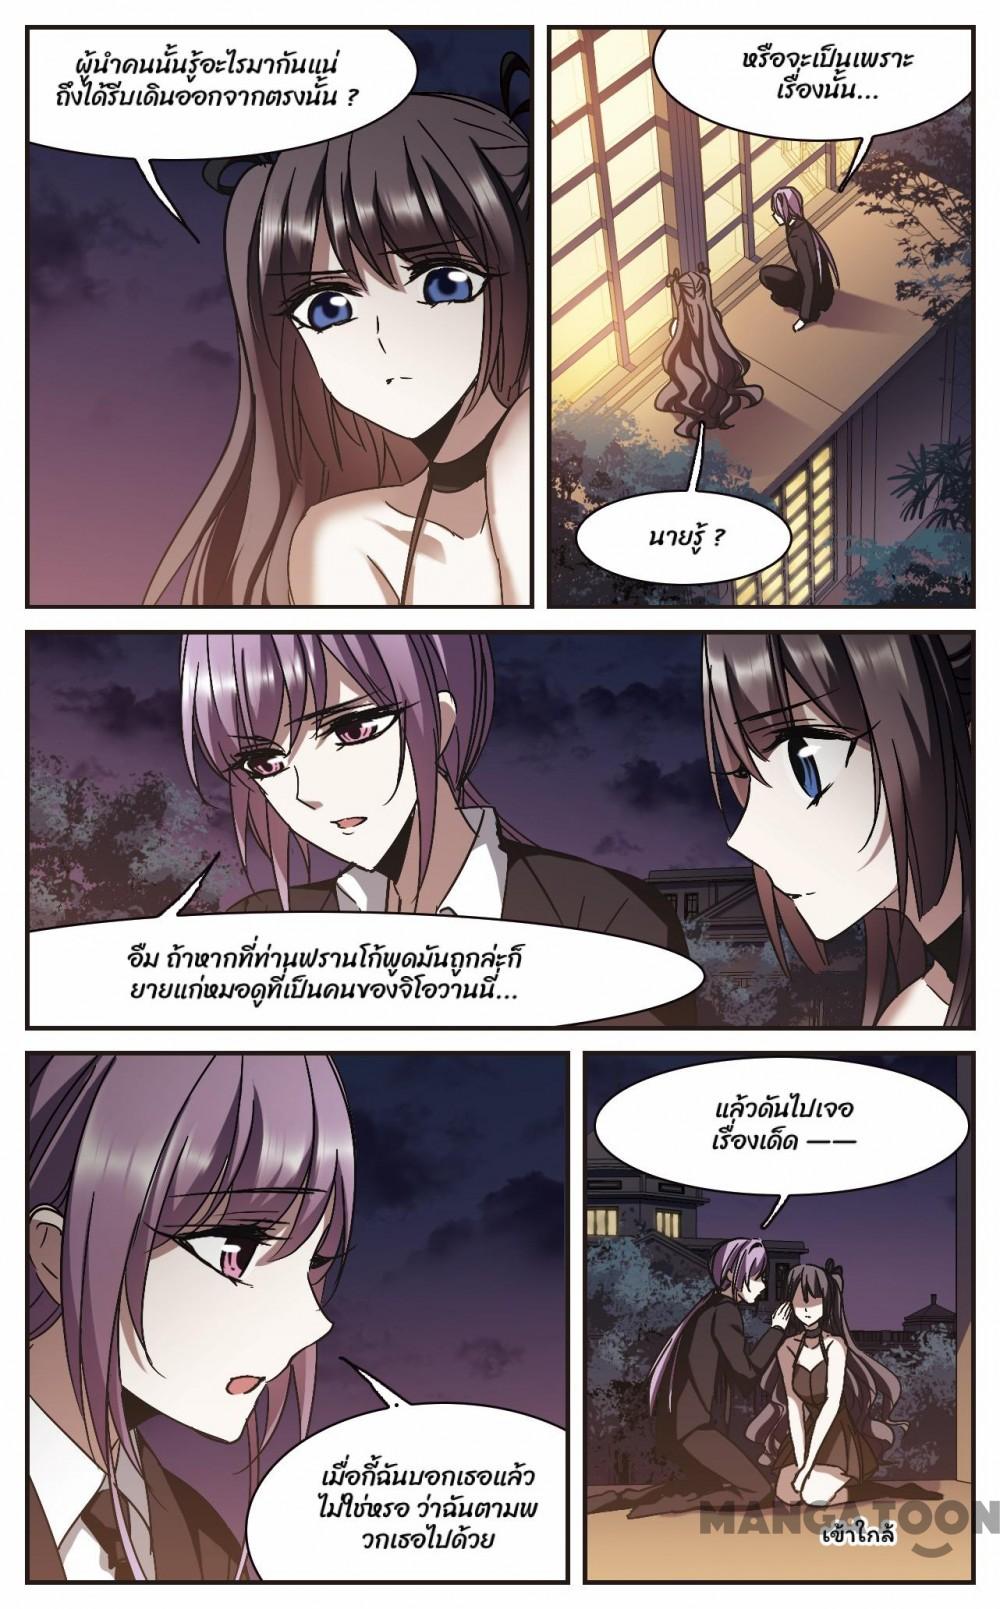 ผู้นำคนนั้นรู้อะไรมากันแน่
ถึงได้รีบเดินออกจากตรงนั้น ?
หรือจะเป็นเพราะ
เรื่องนั้น...
นายรู้ ?
อืม ถ้าหากที่ท่านฟรานโก้พูดมันถูกล่ะก็
ยายแก่หมอดูที่เป็นคนของจิโอวานนี่...
เมื่อกี้ฉันบอกเธอแล้ว
ไม่ใช่หรอ ว่าฉันตามพ
วกเธอไปด้วย
แล้วดันไปเจอ
เรื่องเด็ด ——
เข้าใกล้
MANGATOON